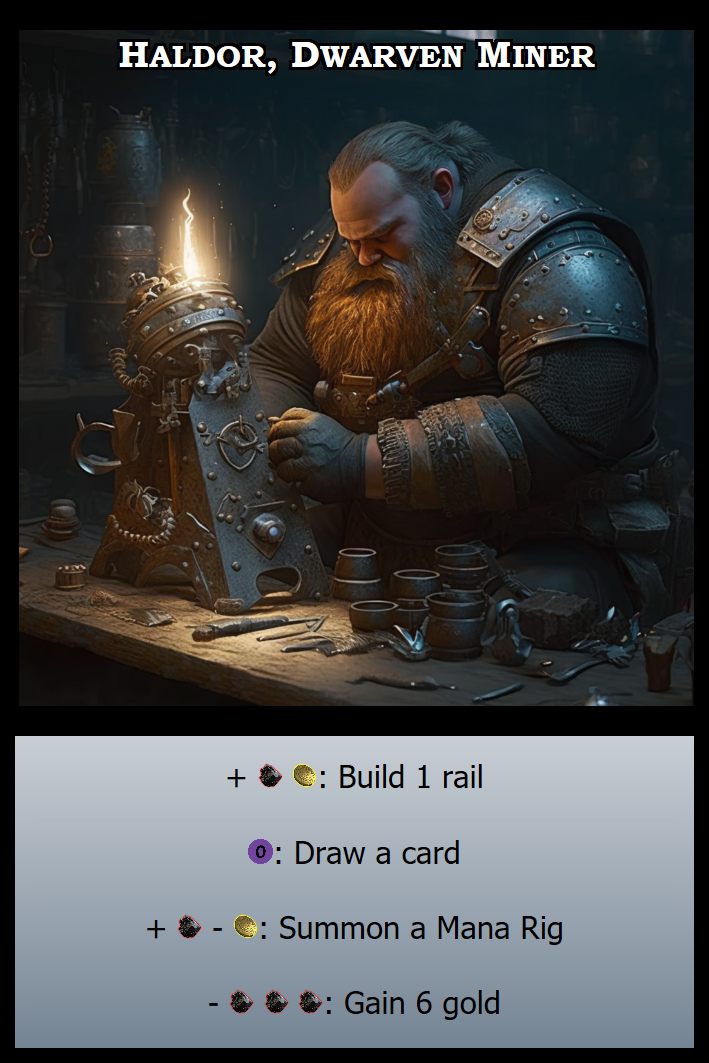 Haldor, Dwarven Miner
+ : Build 1 rail
0: Draw a card
+ - : Summon a Mana Rig
- : Gain 6 gold